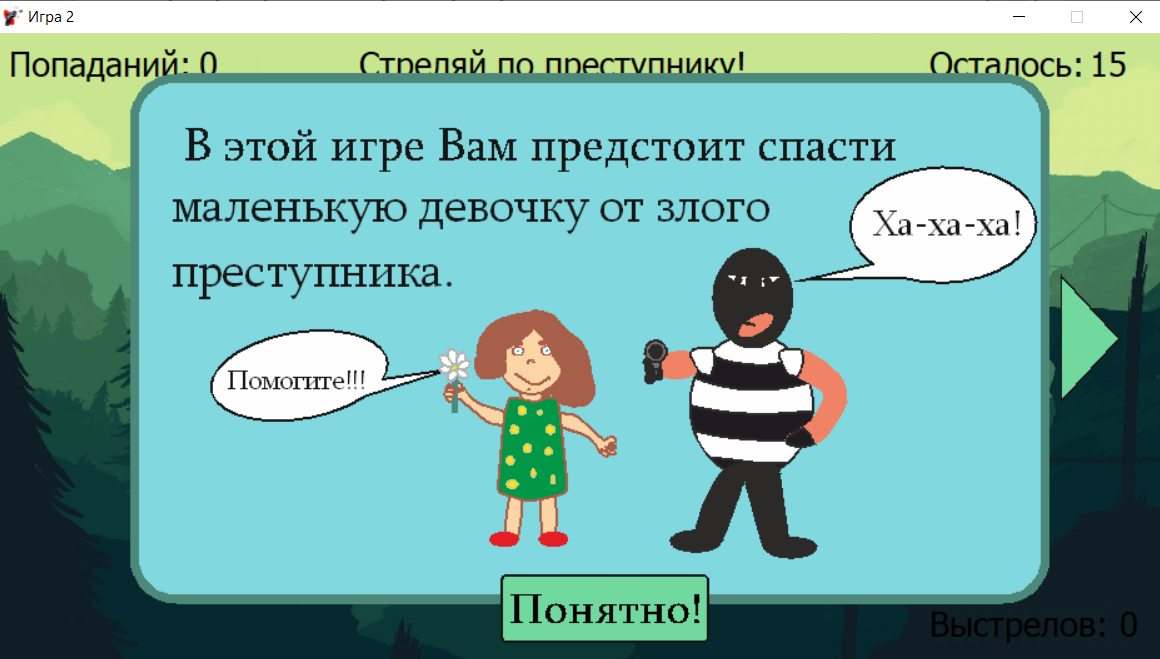 Игра 2
Попаданий: 0
Стреляй по преступнику!
Осталось: 15
В этой игре Вам предстоит спасти
маленькую девочку от злого
преступника.
Ха-ха-ха!
Помогите!!!
Понятно!
Выстрелов: 0